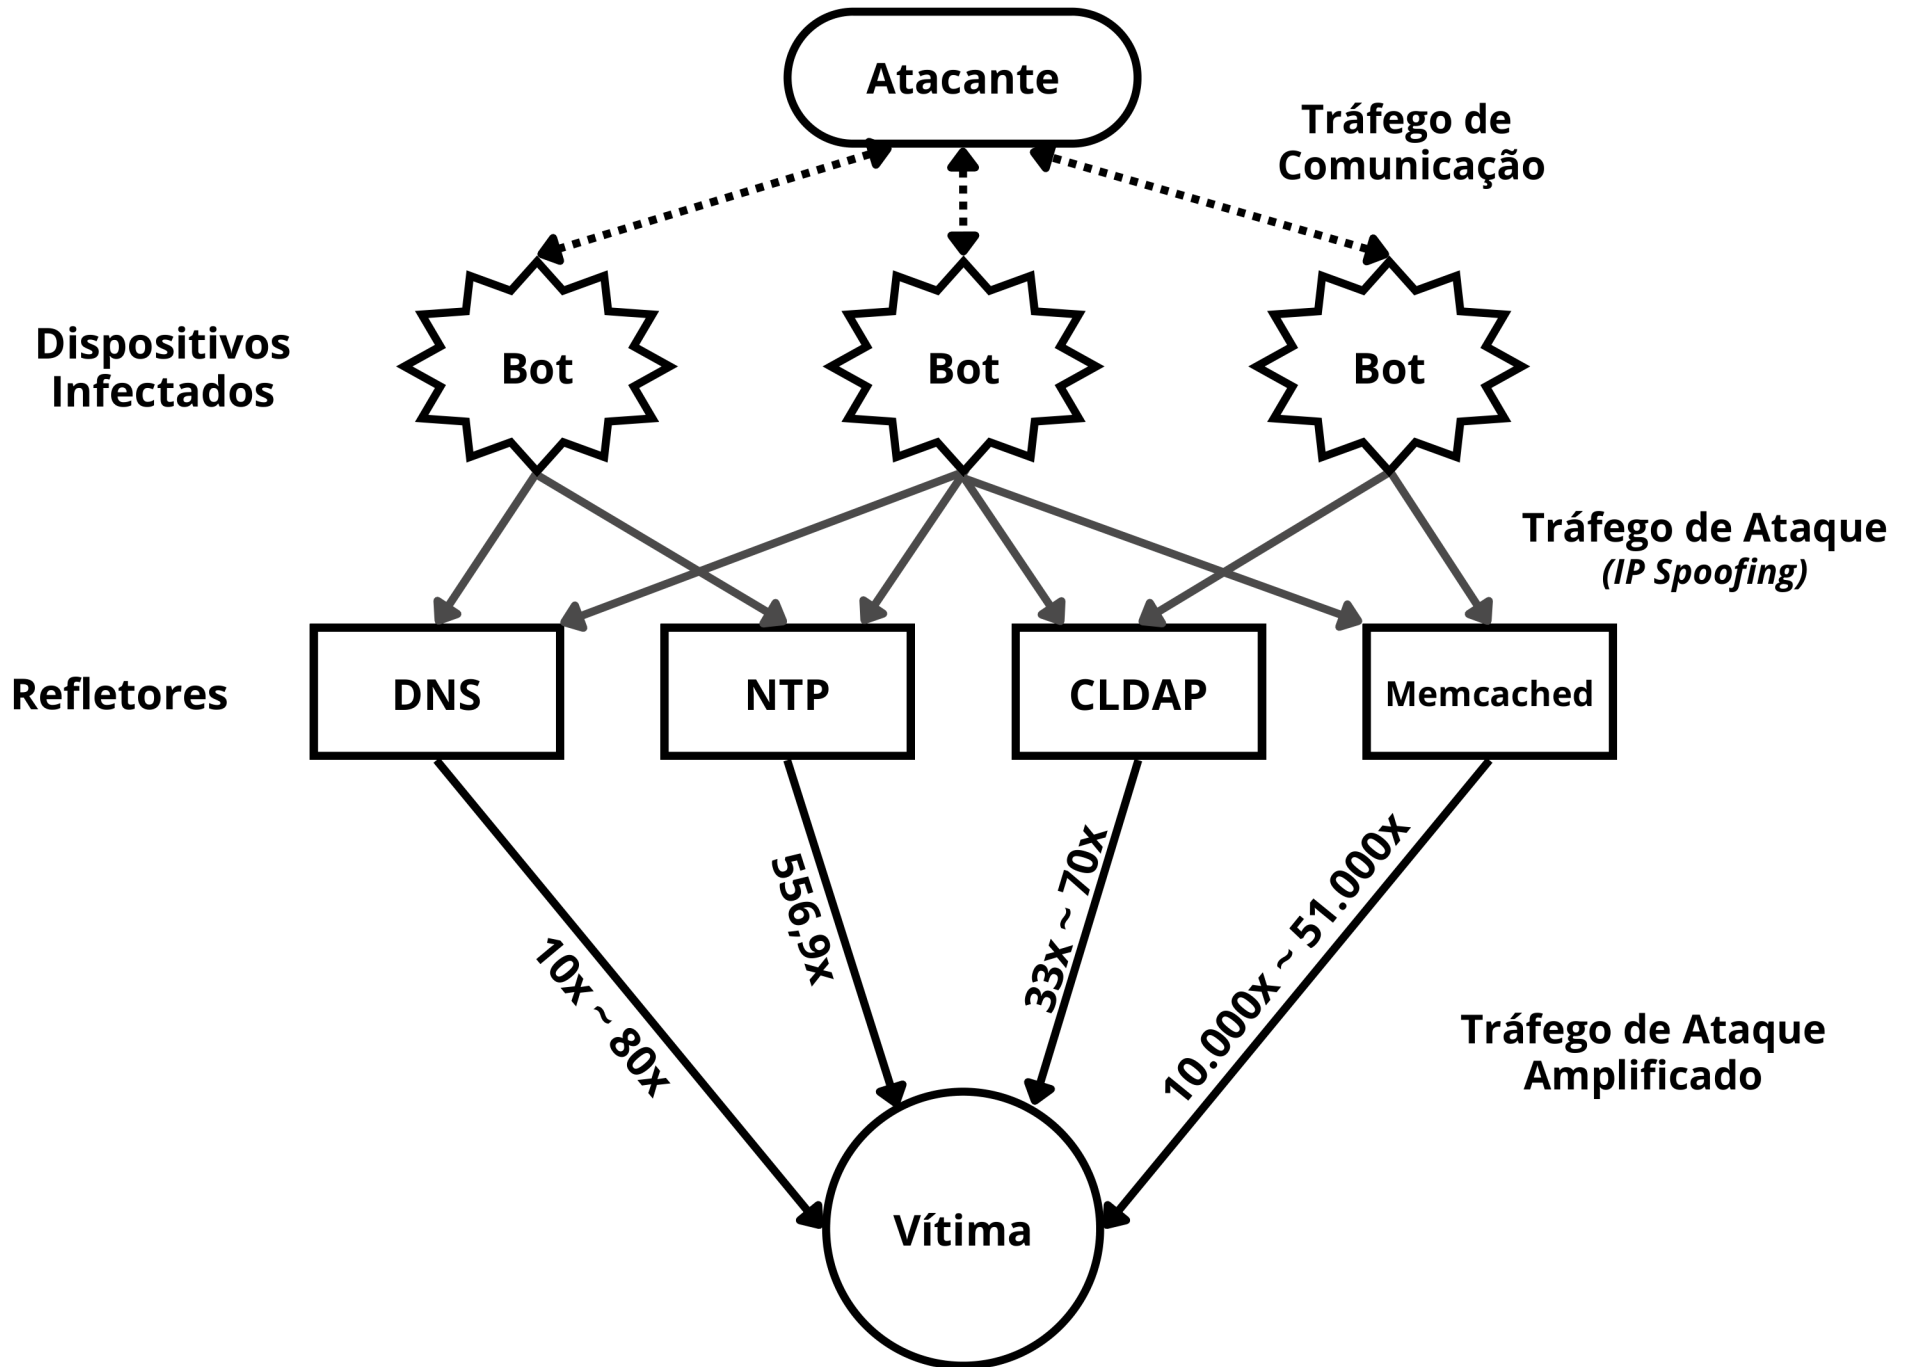 Atacante
Tráfego de
Comunicação
Dispositivos
Infectados
Bot
Bot
Bot
Tráfego de Ataque
(IP Spoofing)
Refletores
DNS
NTP
CLDAP
Memcached
10x ~ 80x
556,9x
33x ~ 70x
10.000x ~ 51.000x
Tráfego de Ataque
Amplificado
Vítima